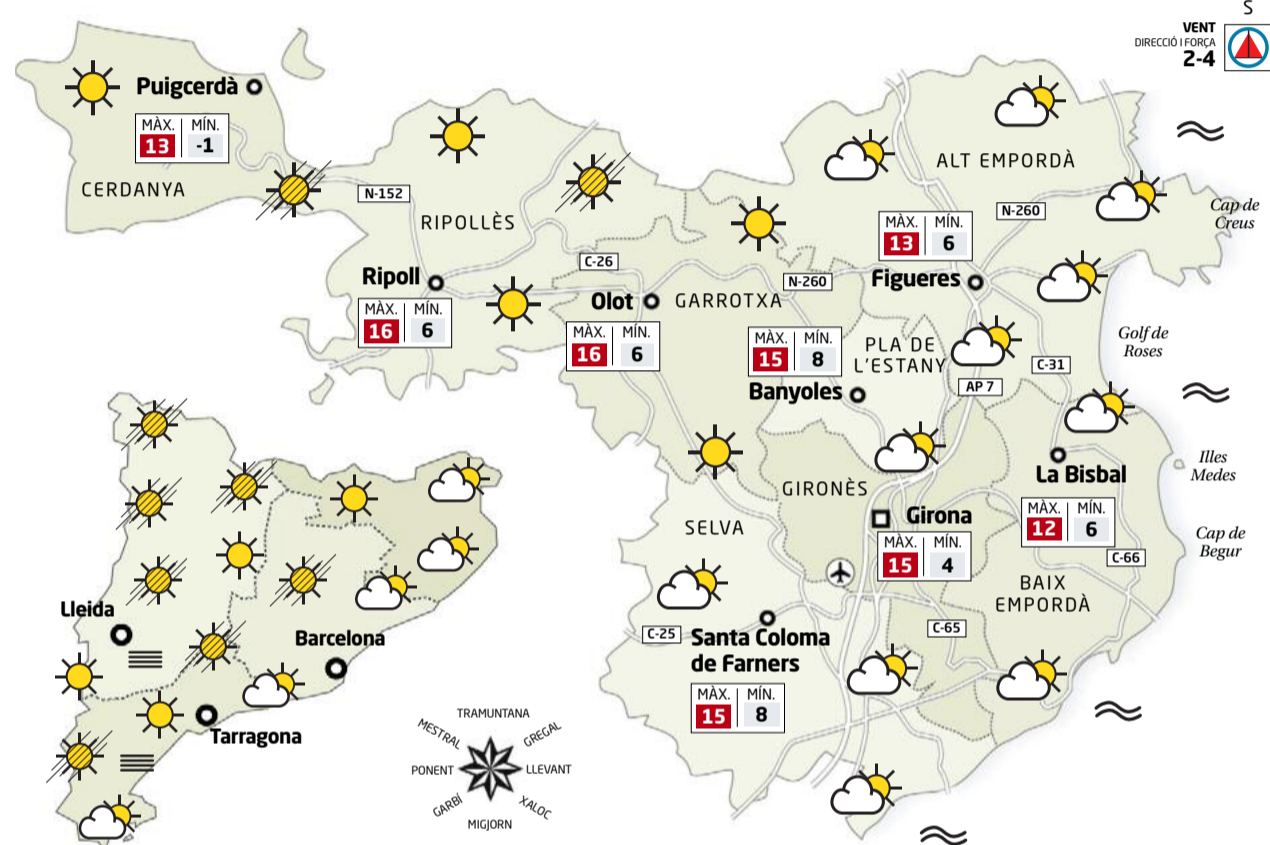 S
VENT
DIRECCIÓ I FORÇA
2-4
Puigcerdà
MÀX. MÍN.
13 -1
CERDANYA
N-152
RIPOLLÈS
ALT EMPORDÀ
N-260
Cap de
Creus
MÀX. MÍN.
13 6
Figueres
C-26
Ripoll
MÀX. MÍN.
16 6
Olot
GARROTXA
N-260
MÀX. MÍN.
16 6
MÀX. MÍN.
15 8
Banyoles
PLA DE
L'ESTANY
Golf de
Roses
C-31
AP 7
La Bisbal
MÀX. MÍN.
12 6
Illes
Medes
GIRONÈS
SELVA
Girona
MÀX. MÍN.
15 4
Cap de
Begur
C-66
BAIX
EMPORDÀ
C-25
Santa Coloma
de Farners
C-65
MÀX. MÍN.
15 8
Lleida
Barcelona
Tarragona
TRAMUNTANA
MESTRAL
GREGAL
PONENT
LLEVANT
GARBÍ
XALOC
MIGJORN